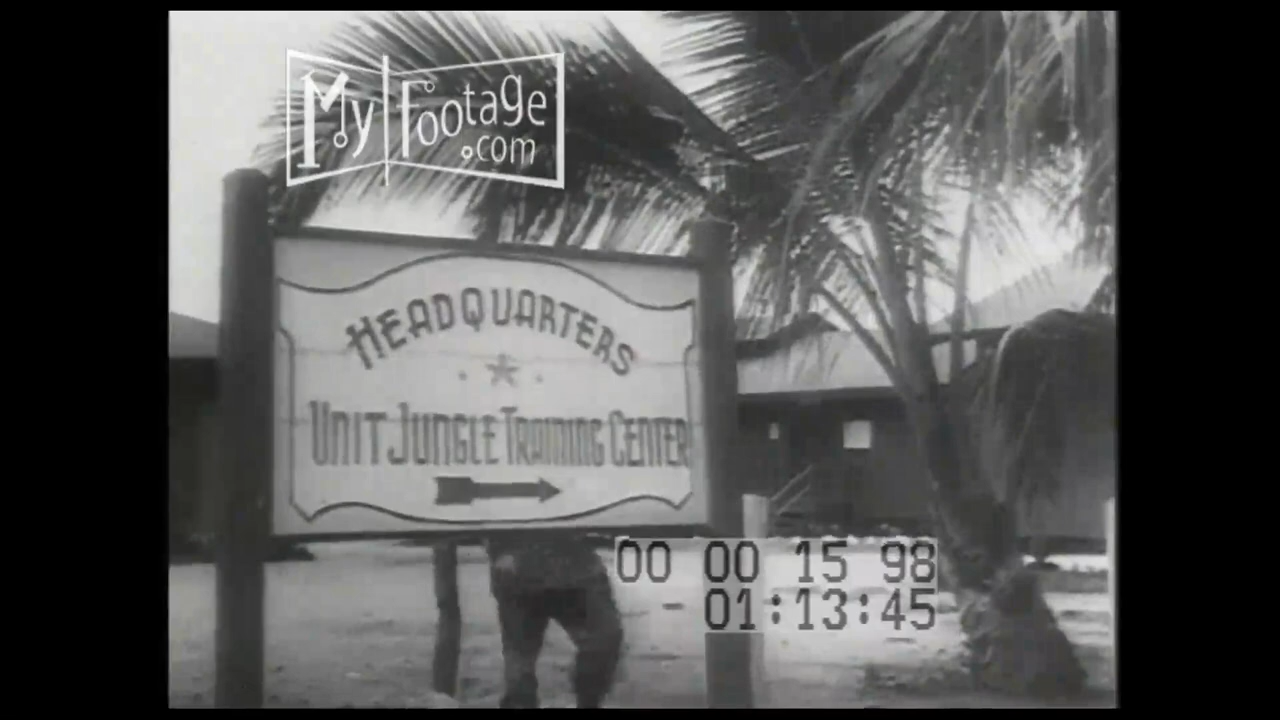 My Footage
.com
HEADQUARTERS
UNIT JUNGLE TRAINING CENTER
00 00 15 98
- 01:13:45